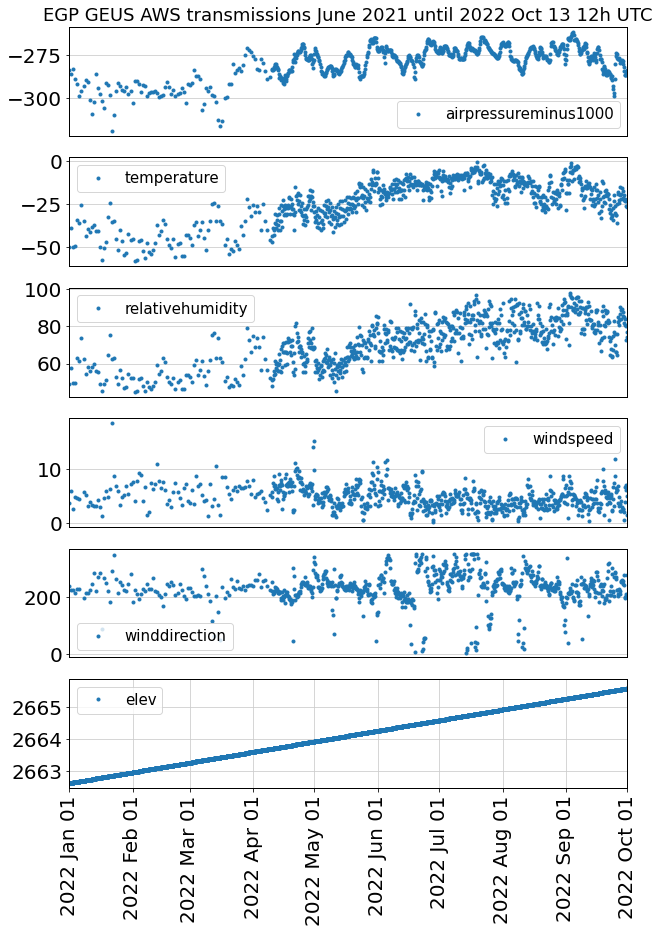 EGP GEUS AWS transmissions June 2021 until 2022 Oct 13 12h UTC
−275
−300
airpressureminus1000
0
−25
−50
temperature
100
80
60
relativehumidity
10
0
windspeed
200
0
winddirection
2665
2664
2663
elev
2022 Jan 01
2022 Feb 01
2022 Mar 01
2022 Apr 01
2022 May 01
2022 Jun 01
2022 Jul 01
2022 Aug 01
2022 Sep 01
2022 Oct 01